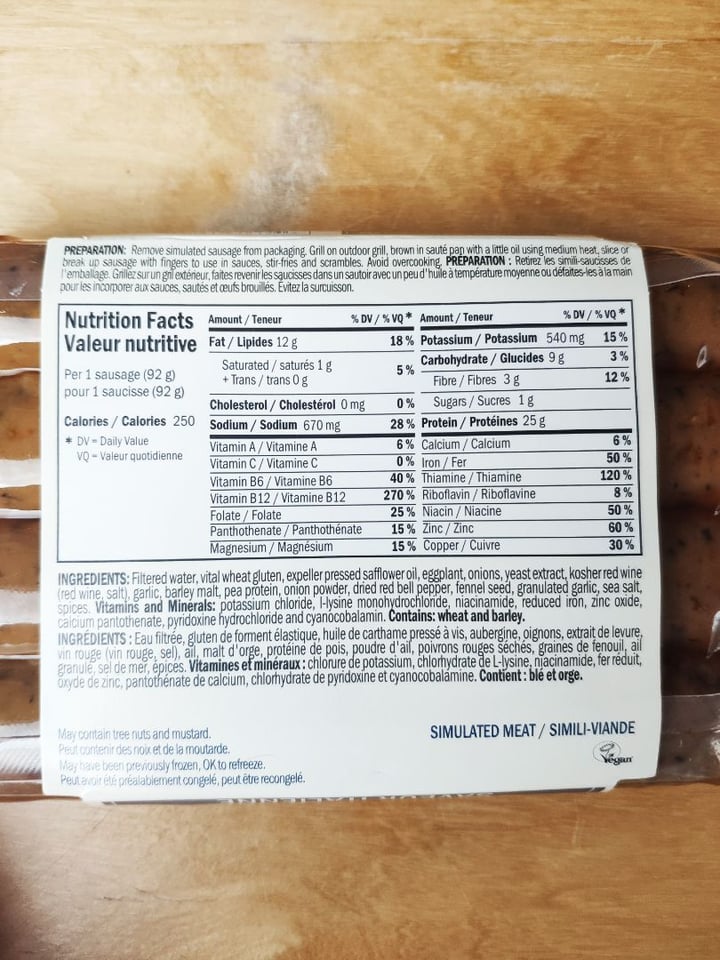 PREPARATION: Remove simulated sausage from packaging. Grill on outdoor grill, brown in sauté pan with a little oil using medium heat, slice or
break up sausage with fingers to use in sauces, stir-fries and scrambles. Avoid overcooking. PRÉPARATION : Retirez les simili-saucisses de
l'emballage. Grillez sur un gril extérieur, faites revenir les saucisses dans un sautoir avec un peu d'huile à température moyenne ou défaites-les à la main
pour les incorporer aux sauces, sautés et œufs brouillés. Évitez la surcuisson.
Nutrition Facts
Valeur nutritive
Per 1 sausage (92 g)
pour 1 saucisse (92 g)
Calories / Calories 250
* DV = Daily Value
VQ = Valeur quotidienne
Amount / Teneur % DV / % VQ *
Fat / Lipides 12 g 18 %
Saturated / saturés 1 g
+ Trans / trans 0 g 5 %
Cholesterol / Cholestérol 0 mg 0 %
Sodium / Sodium 670 mg 28 %
Vitamin A / Vitamine A 6 %
Vitamin C / Vitamine C 0 %
Vitamin B6 / Vitamine B6 40 %
Vitamin B12 / Vitamine B12 270 %
Folate / Folate 25 %
Panthothenate / Panthothénate 15 %
Magnesium / Magnésium 15 %
Amount / Teneur % DV / % VQ *
Potassium / Potassium 540 mg 15 %
Carbohydrate / Glucides 9 g 3 %
Fibre / Fibres 3 g 12 %
Sugars / Sucres 1 g
Protein / Protéines 25 g
Calcium / Calcium 6 %
Iron / Fer 50 %
Thiamine / Thiamine 120 %
Riboflavin / Riboflavine 8 %
Niacin / Niacine 50 %
Zinc / Zinc 60 %
Copper / Cuivre 30 %
INGREDIENTS: Filtered water, vital wheat gluten, expeller pressed safflower oil, eggplant, onions, yeast extract, kosher red wine
(red wine, salt), garlic, barley malt, pea protein, onion powder, dried red bell pepper, fennel seed, granulated garlic, sea salt,
spices. Vitamins and Minerals: potassium chloride, l-lysine monohydrochloride, niacinamide, reduced iron, zinc oxide,
calcium pantothenate, pyridoxine hydrochloride and cyanocobalamin. Contains: wheat and barley.
INGRÉDIENTS : Eau filtrée, gluten de forment élastique, huile de carthame pressé à vis, aubergine, oignons, extrait de levure,
vin rouge (vin rouge, sel), ail, malt d'orge, protéine de pois, poudre d'ail, poivrons rouges séchés, graines de fenouil, ail
granulé, sel de mer, épices. Vitamines et minéraux : chlorure de potassium, chlorhydrate de L-lysine, niacinamide, fer réduit,
oxyde de zinc, pantothénate de calcium, chlorhydrate de pyridoxine et cyanocobalamine. Contient : blé et orge.
May contain tree nuts and mustard.
Peut contenir des noix et de la moutarde.
May have been previously frozen, OK to refreeze.
Peut avoir été préalablement congelé, peut être recongelé.
SIMULATED MEAT / SIMILI-VIANDE
Vegan